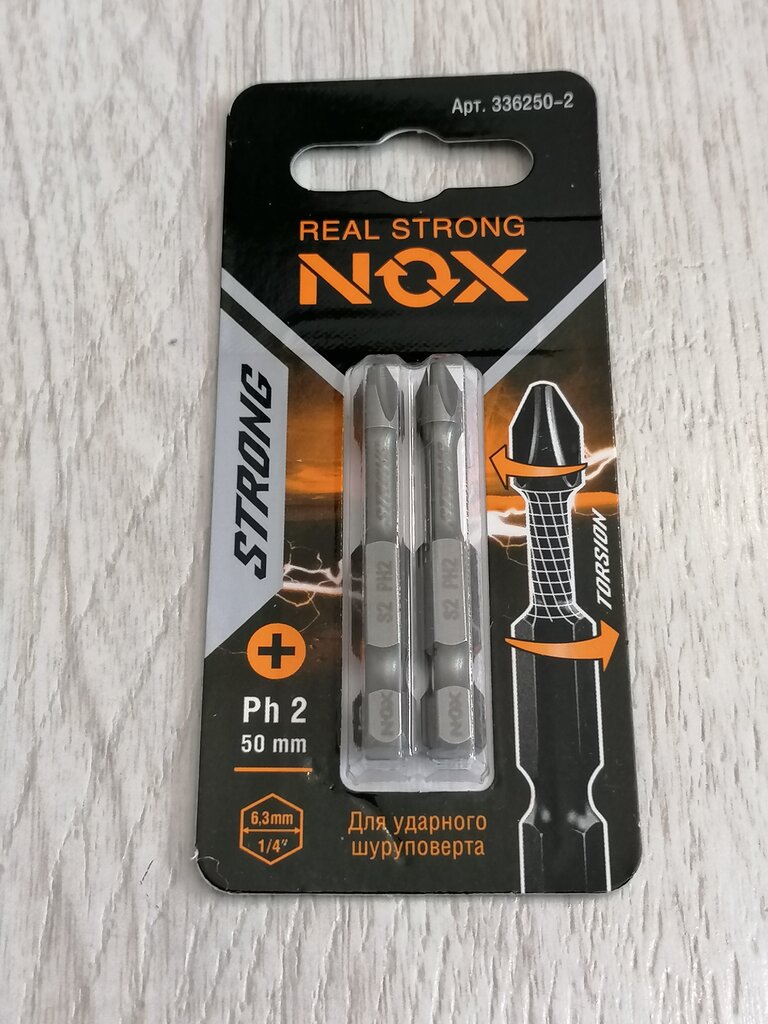 Арт. 336250-2
REAL STRONG
NOX
STRONG
TORSION
S2 PH2
S2 PH2
NOX
NOX
Ph 2
50 mm
6,3mm
1/4"
Для ударного
шуруповерта